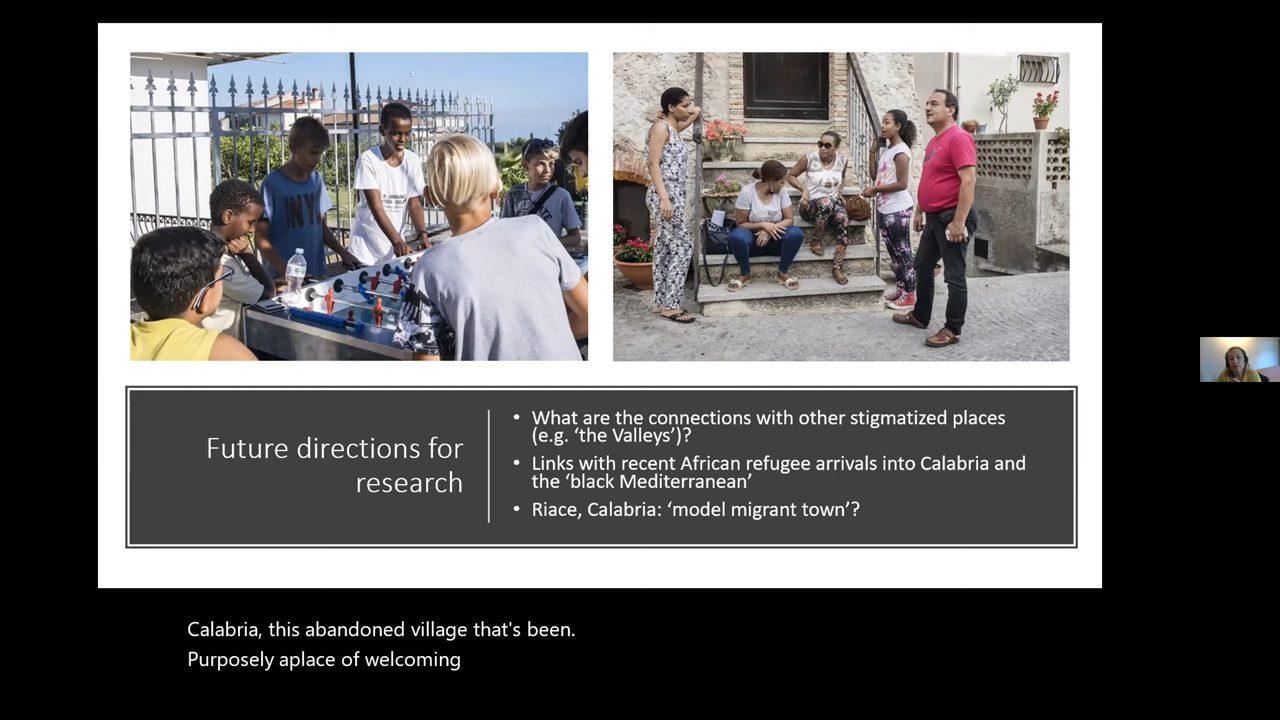 NY
Future directions for
research
• What are the connections with other stigmatized places
(e.g. ‘the Valleys’)?
• Links with recent African refugee arrivals into Calabria and
the ‘black Mediterranean’
• Riace, Calabria: ‘model migrant town’?
Calabria, this abandoned village that's been.
Purposely aplace of welcoming